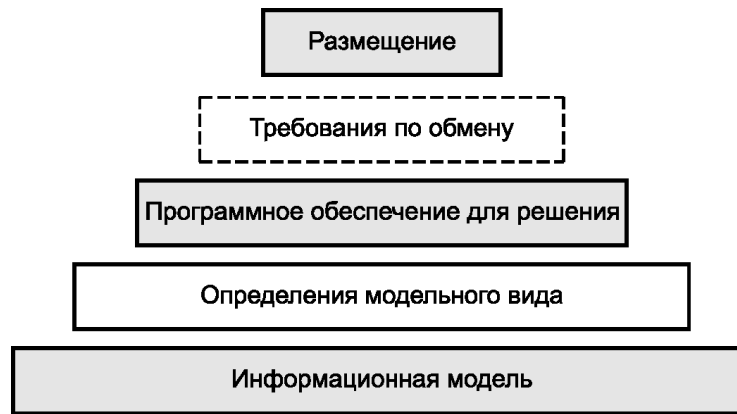 Размещение
Требования по обмену
Программное обеспечение для решения
Определения модельного вида
Информационная модель